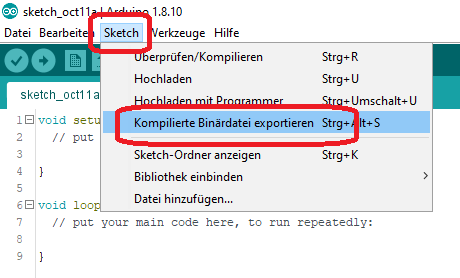 sketch_oct11a | Arduino 1.8.10
Datei Bearbeiten Sketch Werkzeuge Hilfe
Überprüfen/Kompilieren Strg+R
Hochladen Strg+U
Hochladen mit Programmer Strg+Umschalt+U
Kompilierte Binärdatei exportieren Strg+Alt+S
Sketch-Ordner anzeigen Strg+K
Bibliothek einbinden
Datei hinzufügen...
sketch_oct11a
1 void setu
2 // put
3
4 }
5
6 void loop
7 // put your main code here, to run repeatedly:
8
9 }